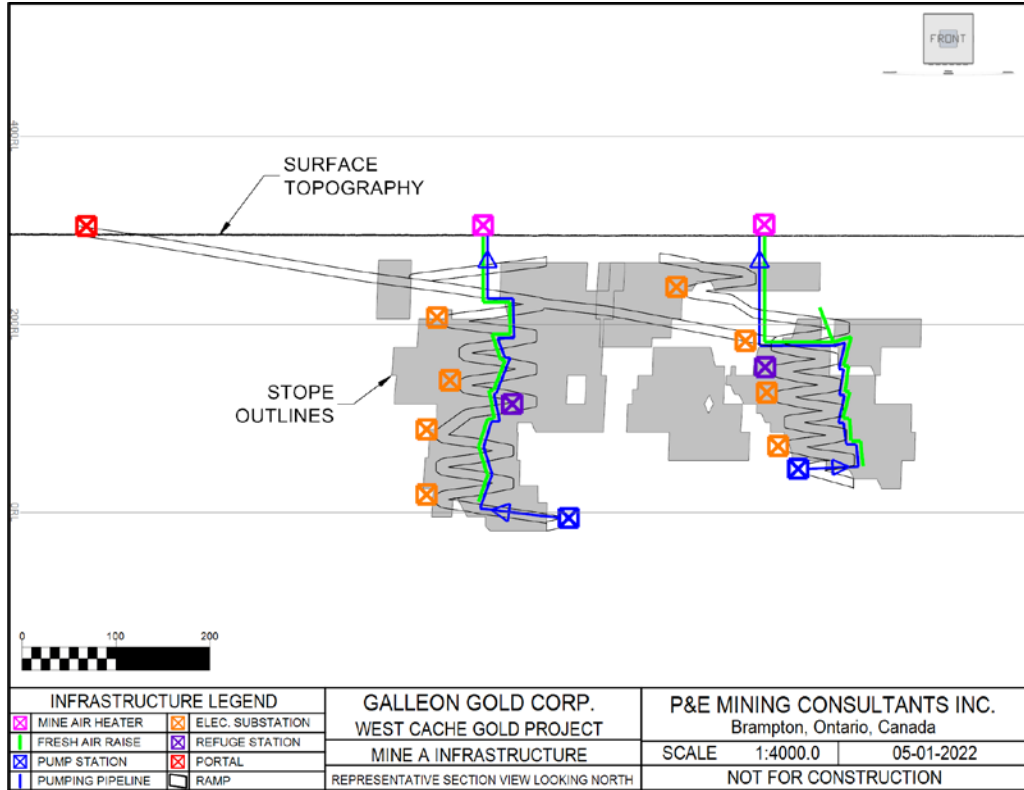 FRONT
400RL
SURFACE
TOPOGRAPHY
200RL
STOPE
OUTLINES
0RL
0 100 200
INFRASTRUCTURE LEGEND
MINE AIR HEATER
ELEC. SUBSTATION
FRESH AIR RAISE
REFUGE STATION
PUMP STATION
PORTAL
PUMPING PIPELINE
RAMP
GALLEON GOLD CORP.
WEST CACHE GOLD PROJECT
MINE A INFRASTRUCTURE
REPRESENTATIVE SECTION VIEW LOOKING NORTH
P&E MINING CONSULTANTS INC.
Brampton, Ontario, Canada
SCALE 1:4000.0 05-01-2022
NOT FOR CONSTRUCTION